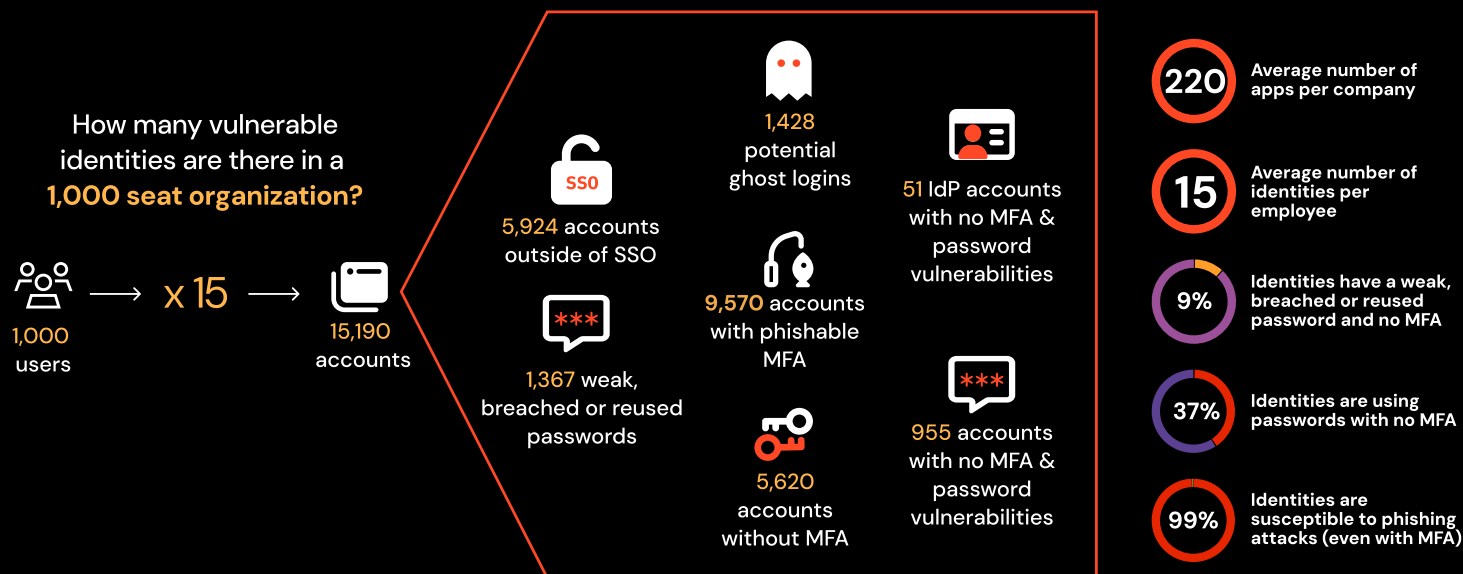 How many vulnerable
identities are there in a
1,000 seat organization?
1,000
users
x 15
15,190
accounts
SSO
5,924 accounts
outside of SSO
***
1,367 weak,
breached or reused
passwords
1,428
potential
ghost logins
9,570 accounts
with phishable
MFA
5,620
accounts
without MFA
51 IdP accounts
with no MFA &
password
vulnerabilities
***
955 accounts
with no MFA &
password
vulnerabilities
220
Average number of
apps per company
15
Average number of
identities per
employee
9%
Identities have a weak,
breached or reused
password and no MFA
37%
Identities are using
passwords with no MFA
99%
Identities are
susceptible to phishing
attacks (even with MFA)